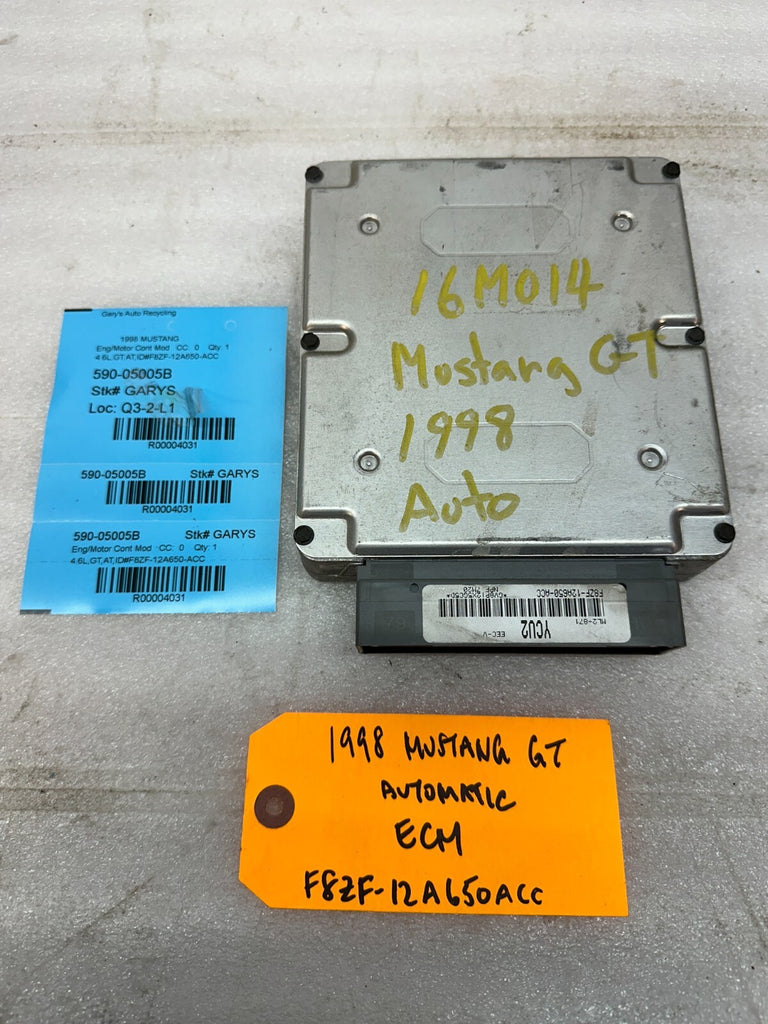 Gary's Auto Recycling
1998 MUSTANG
Eng/Motor Cont Mod CC: 0 Qty: 1
4.6L,GT,AT,ID#F8ZF-12A650-ACC
590-05005B
Stk# GARYS
Loc: Q3-2-L1
R00004031
590-05005B Stk# GARYS
R00004031
590-05005B Stk# GARYS
Eng/Motor Cont Mod CC: 0 Qty: 1
4.6L,GT,AT,ID#F8ZF-12A650-ACC
R00004031
16M014
Mustang GT
1998
Auto
F8ZF-12A650-ACC
ML2-871
YCU2
EEC-V
1998 MUSTANG GT
AUTOMATIC
ECM
F8ZF-12A650ACC